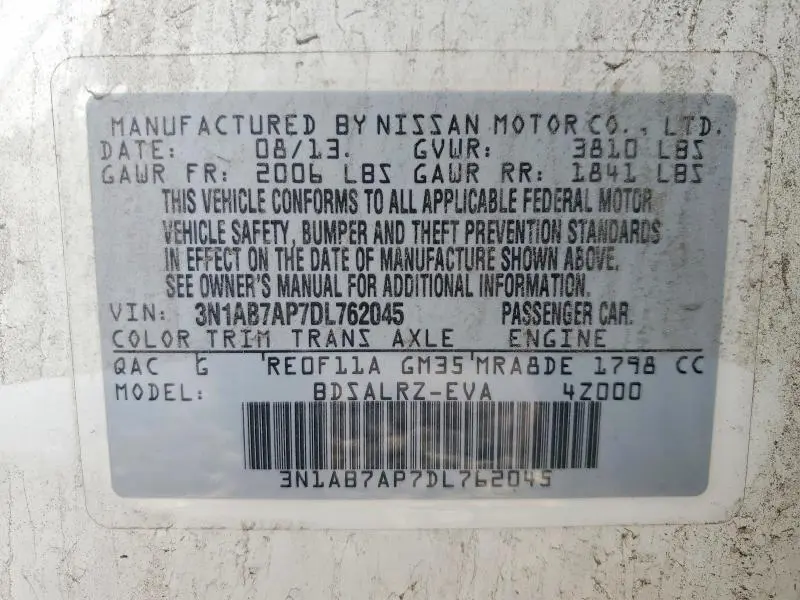 MANUFACTURED BY NISSAN MOTOR CO., LTD.
DATE: 08/13. GVWR: 3810 LBS
GAWR FR: 2006 LBS GAWR RR: 1841 LBS
THIS VEHICLE CONFORMS TO ALL APPLICABLE FEDERAL MOTOR
VEHICLE SAFETY, BUMPER AND THEFT PREVENTION STANDARDS
IN EFFECT ON THE DATE OF MANUFACTURE SHOWN ABOVE.
SEE OWNER'S MANUAL FOR ADDITIONAL INFORMATION.
VIN: 3N1AB7AP7DL762045 PASSENGER CAR.
COLOR TRIM TRANS AXLE ENGINE
QAC G RE0F11A GM35 MRA8DE 1798 CC
MODEL: BDSALRZ-EVA 4Z000
3N1AB7AP7DL762045